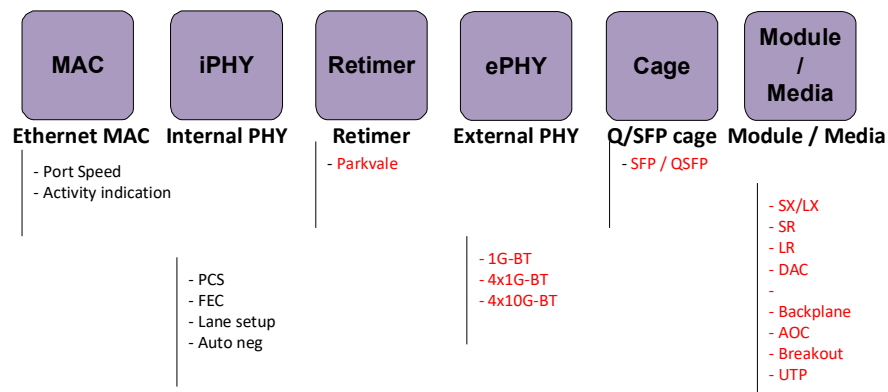 MAC
iPHY
Retimer
ePHY
Cage
Module
/
Media
Ethernet MAC
Internal PHY
Retimer
External PHY
Q/SFP cage
Module / Media
- Port Speed
- Activity indication
- PCS
- FEC
- Lane setup
- Auto neg
- Parkvale
- 1G-BT
- 4x1G-BT
- 4x10G-BT
- SFP / QSFP
- SX/LX
- SR
- LR
- DAC
-
- Backplane
- AOC
- Breakout
- UTP